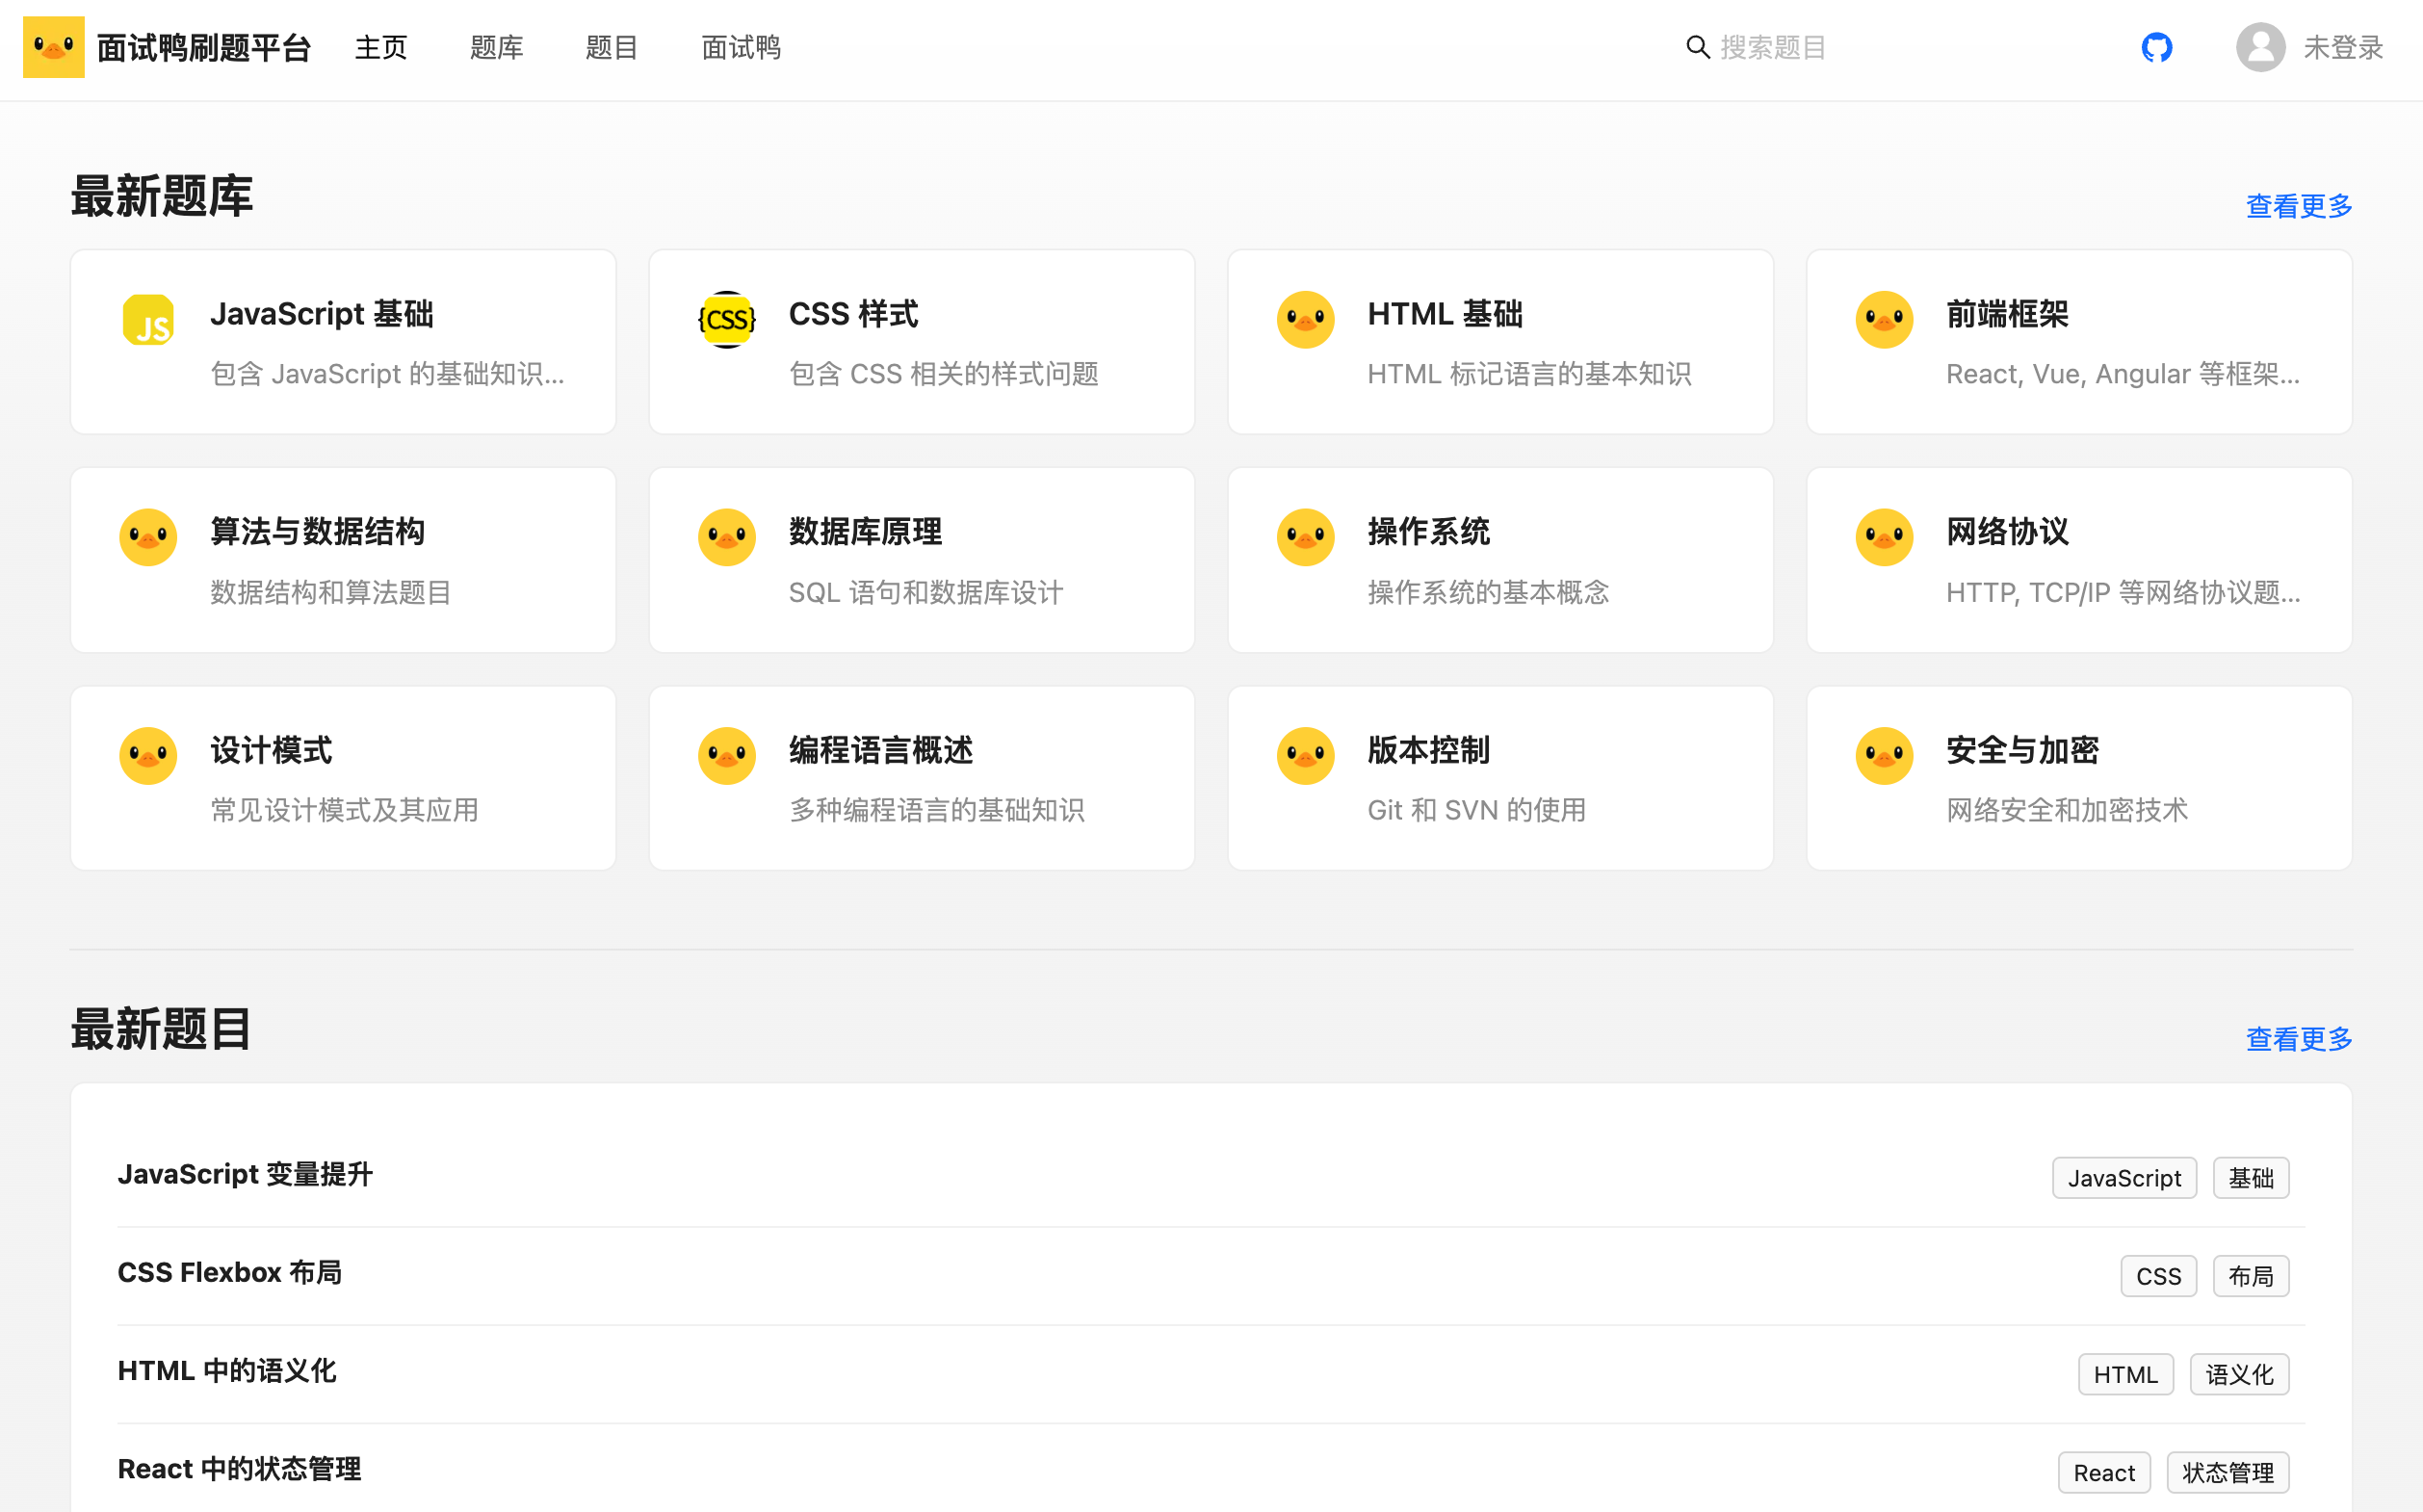 面试鸭刷题平台 主页 题库 题目 面试鸭 搜索题目 未登录
最新题库 查看更多
JS JavaScript 基础
包含 JavaScript 的基础知识...
{CSS} CSS 样式
包含 CSS 相关的样式问题
HTML 基础
HTML 标记语言的基本知识
前端框架
React, Vue, Angular 等框架...
算法与数据结构
数据结构和算法题目
数据库原理
SQL 语句和数据库设计
操作系统
操作系统的基本概念
网络协议
HTTP, TCP/IP 等网络协议题...
设计模式
常见设计模式及其应用
编程语言概述
多种编程语言的基础知识
版本控制
Git 和 SVN 的使用
安全与加密
网络安全和加密技术
最新题目 查看更多
JavaScript 变量提升 JavaScript 基础
CSS Flexbox 布局 CSS 布局
HTML 中的语义化 HTML 语义化
React 中的状态管理 React 状态管理